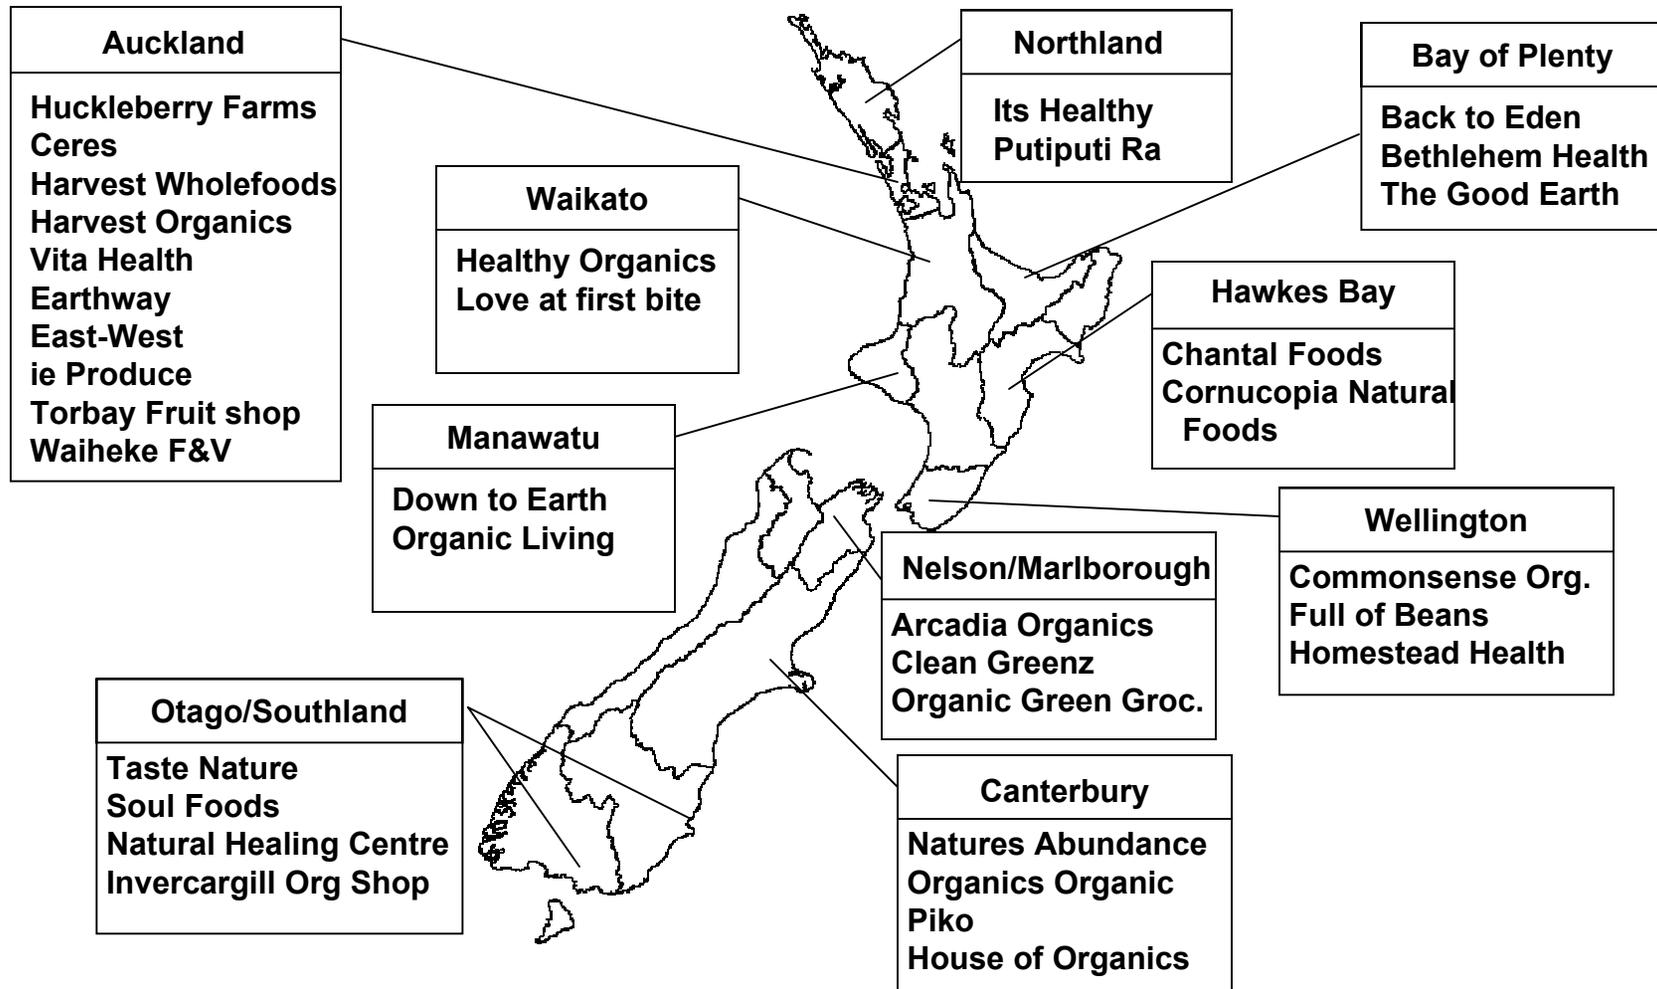 Auckland
Huckleberry Farms
Ceres
Harvest Wholefoods
Harvest Organics
Vita Health
Earthway
East-West
ie Produce
Torbay Fruit shop
Waiheke F&V
Northland
Its Healthy
Putiputi Ra
Bay of Plenty
Back to Eden
Bethlehem Health
The Good Earth
Waikato
Healthy Organics
Love at first bite
Hawkes Bay
Chantal Foods
Cornucopia Natural
Foods
Manawatu
Down to Earth
Organic Living
Wellington
Commonsense Org.
Full of Beans
Homestead Health
Nelson/Marlborough
Arcadia Organics
Clean Greenz
Organic Green Groc.
Otago/Southland
Taste Nature
Soul Foods
Natural Healing Centre
Invercargill Org Shop
Canterbury
Natures Abundance
Organics Organic
Piko
House of Organics